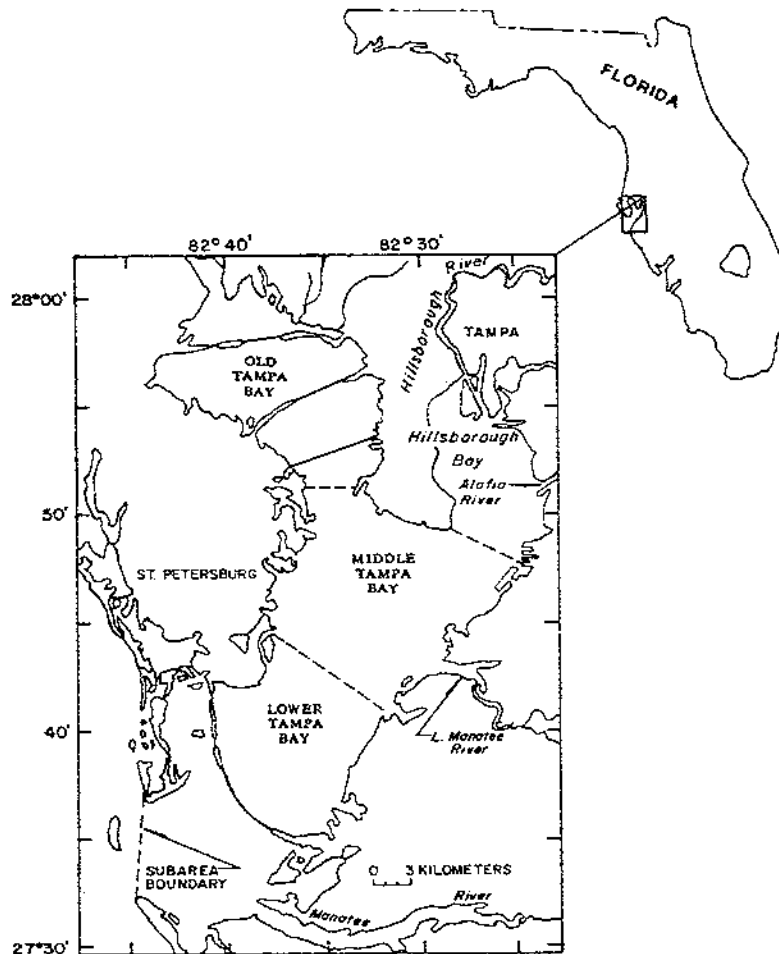 FLORIDA
82° 40'
82° 30'
28°00'
River
Hillsborough
TAMPA
OLD
TAMPA
BAY
Hillsborough
Bay
Alafia
River
50'
ST. PETERSBURG
MIDDLE
TAMPA
BAY
40'
LOWER
TAMPA
BAY
L. Manatee
River
SUBAREA
BOUNDARY
0 3 KILOMETERS
Manatee River
27°30'